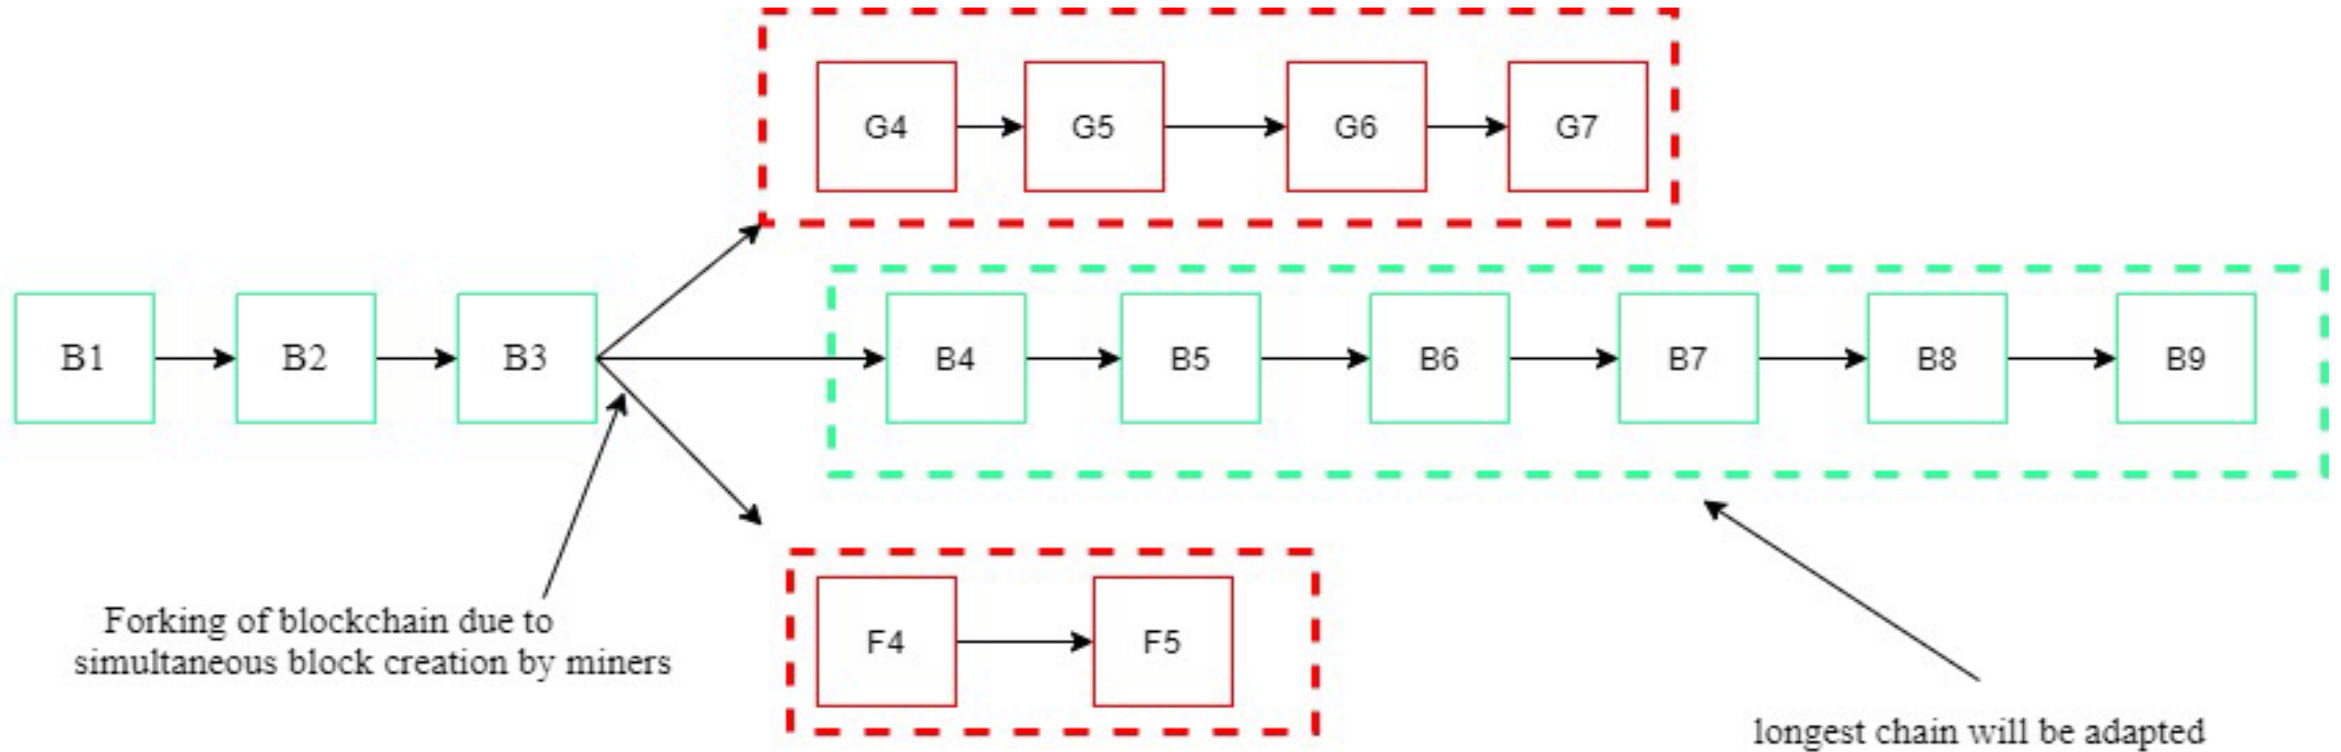 G4
G5
G6
G7
B1
B2
B3
B4
B5
B6
B7
B8
B9
Forking of blockchain due to
simultaneous block creation by miners
F4
F5
longest chain will be adapted